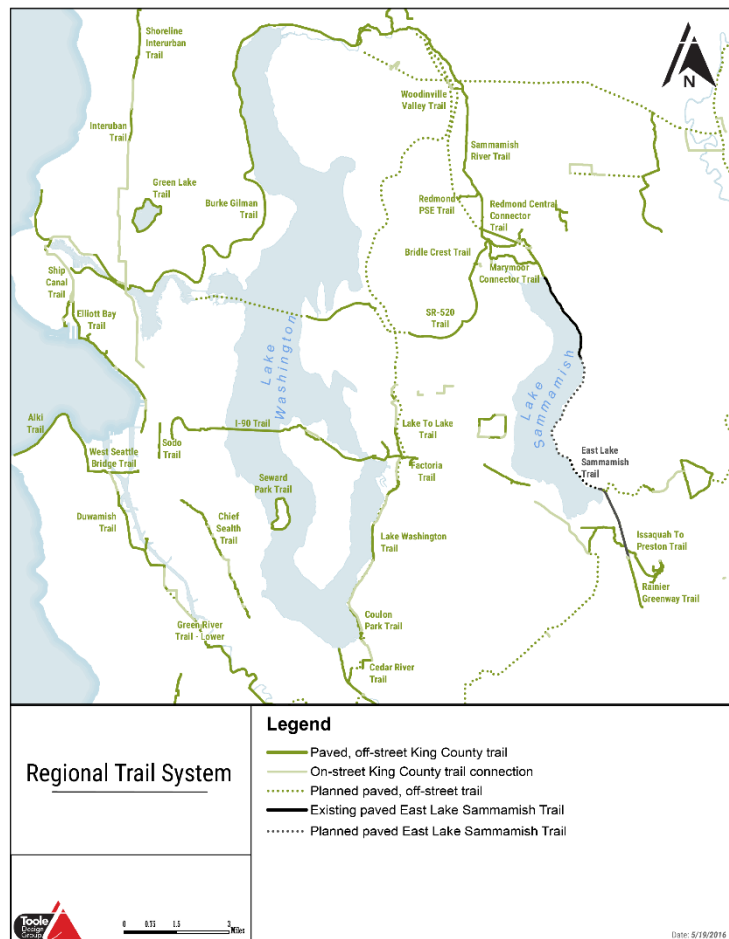 Shoreline
Interurban
Trail
N
Woodinville
Valley Trail
Interuban
Trail
Sammamish
River Trail
Green Lake
Trail
Burke Gilman
Trail
Redmond
PSE Trail
Redmond Central
Connector
Trail
Bridle Crest Trail
Marymoor
Connector Trail
Ship
Canal
Trail
Elliott Bay
Trail
SR-520
Trail
Lake
Washington
Lake
Sammamish
Alki
Trail
I-90 Trail
Lake To Lake
Trail
West Seattle
Bridge Trail
Sodo
Trail
Factoria
Trail
East Lake
Sammamish
Trail
Seward
Park Trail
Duwamish
Trail
Chief
Sealth
Trail
Lake Washington
Trail
Issaquah To
Preston Trail
Rainier
Greenway Trail
Green River
Trail - Lower
Coulon
Park Trail
Cedar River
Trail
Regional Trail System
Legend
Paved, off-street King County trail
On-street King County trail connection
Planned paved, off-street trail
Existing paved East Lake Sammamish Trail
Planned paved East Lake Sammamish Trail
Toole
Design
Group
0 0.75 1.5 3
Miles
Date: 5/19/2016